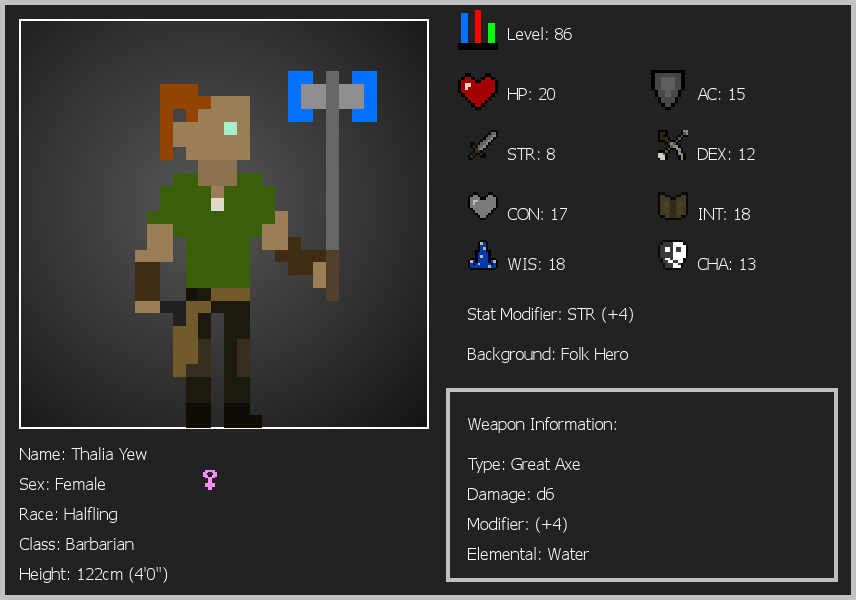 Level: 86
HP: 20
AC: 15
STR: 8
DEX: 12
CON: 17
INT: 18
WIS: 18
CHA: 13
Stat Modifier: STR (+4)
Background: Folk Hero
Weapon Information:
Type: Great Axe
Damage: d6
Modifier: (+4)
Elemental: Water
Name: Thalia Yew
Sex: Female
Race: Halfling
Class: Barbarian
Height: 122cm (4'0")